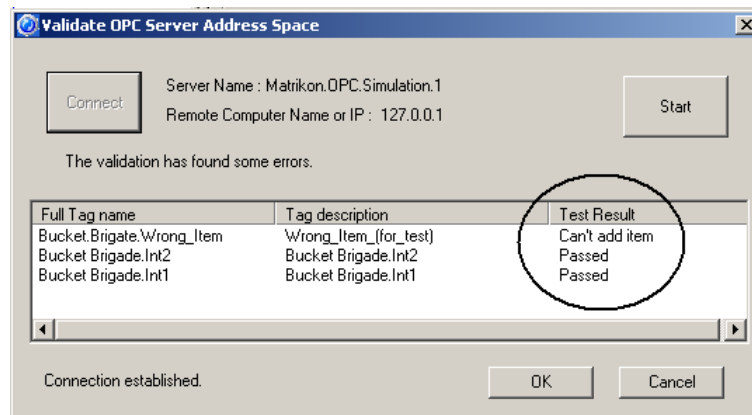 Validate OPC Server Address Space
Connect
Server Name : Matrikon.OPC.Simulation.1
Remote Computer Name or IP : 127.0.0.1
Start
The validation has found some errors.
Full Tag name Tag description Test Result
Bucket.Brigate.Wrong_Item Wrong_Item_(for_test) Can't add item
Bucket Brigade.Int2 Bucket Brigade.Int2 Passed
Bucket Brigade.Int1 Bucket Brigade.Int1 Passed
Connection established.
OK
Cancel